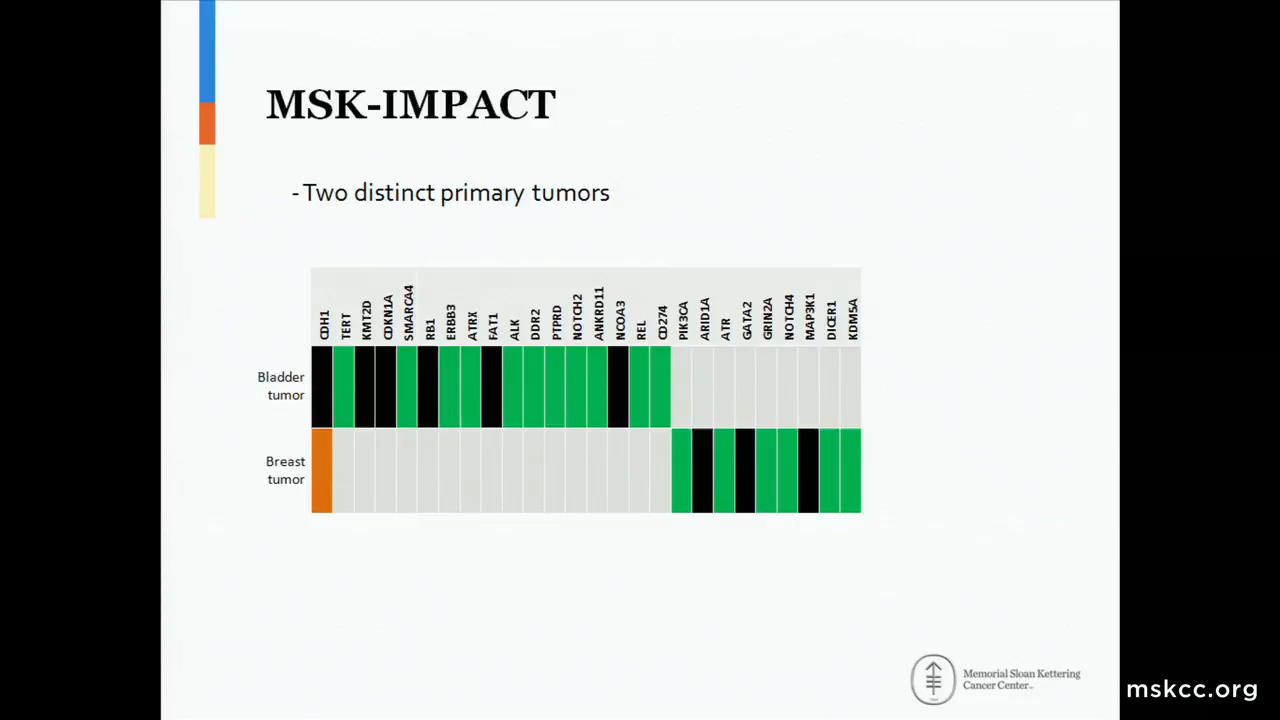 MSK-IMPACT
- Two distinct primary tumors
CDH1
TERT
KMT2D
CDKN1A
SMARCA4
RB1
ERBB3
ATRX
FAT1
ALK
DDR2
PTPRD
NOTCH2
ANKRD11
NCOA3
REL
CD274
PIK3CA
ARID1A
ATR
GATA2
GRIN2A
NOTCH4
MAP3K1
DICER1
KDM5A
Bladder
tumor
Breast
tumor
Memorial Sloan Kettering
Cancer Center
mskcc.org